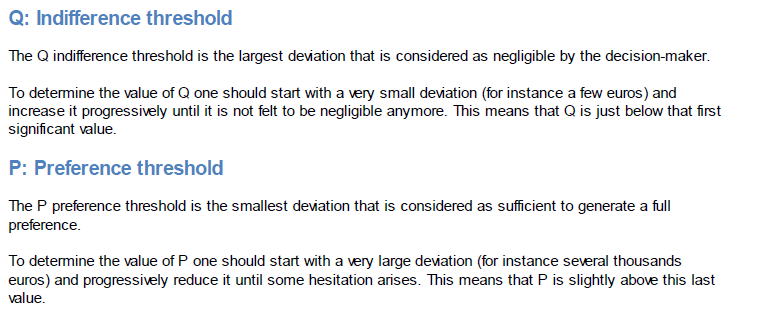 Q: Indifference threshold
The Q indifference threshold is the largest deviation that is considered as negligible by the decision-maker.
To determine the value of Q one should start with a very small deviation (for instance a few euros) and
increase it progressively until it is not felt to be negligible anymore. This means that Q is just below that first
significant value.
P: Preference threshold
The P preference threshold is the smallest deviation that is considered as sufficient to generate a full
preference.
To determine the value of P one should start with a very large deviation (for instance several thousands
euros) and progressively reduce it until some hesitation arises. This means that P is slightly above this last
value.